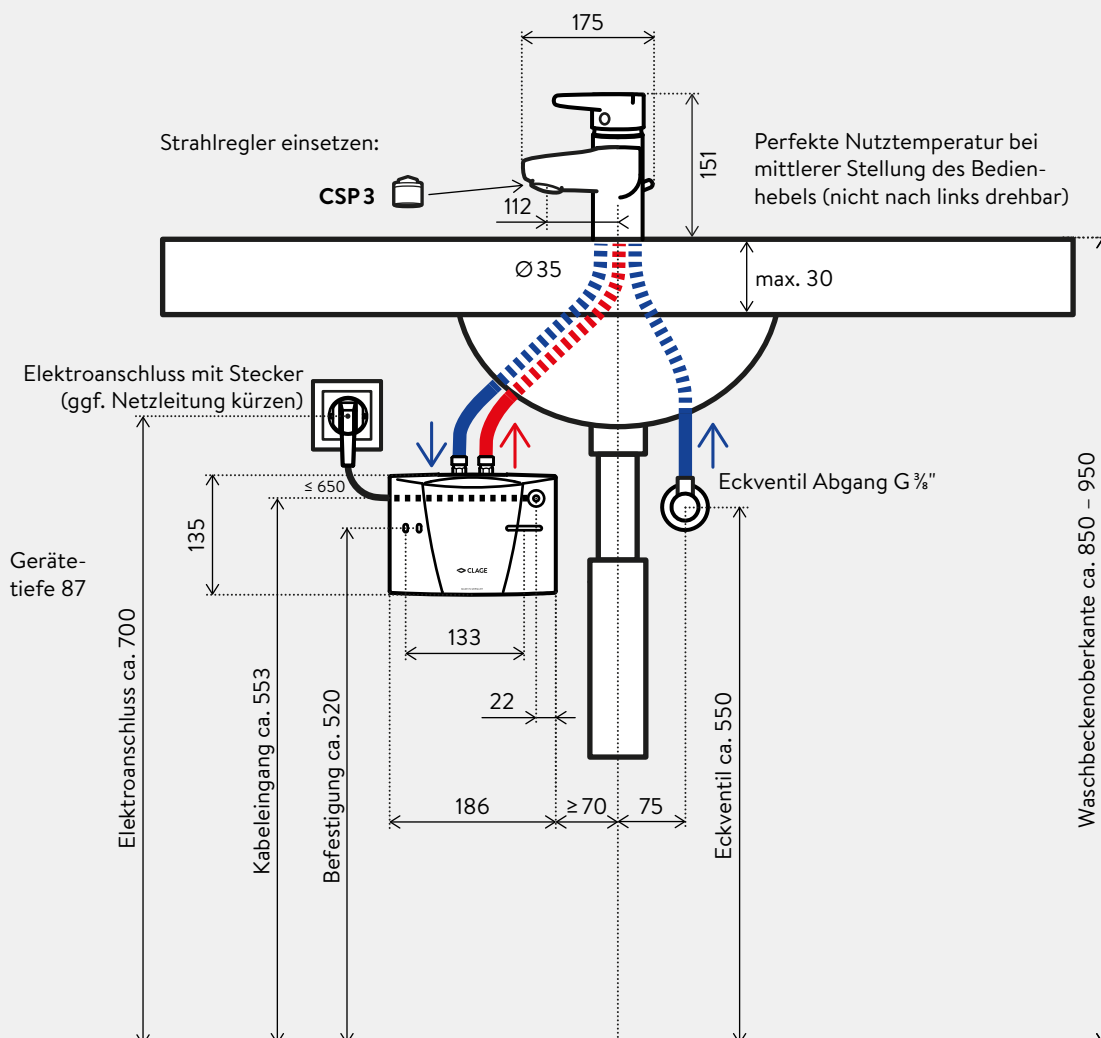 175
Strahlregler einsetzen:
CSP 3
112
151
Perfekte Nutztemperatur bei
mittlerer Stellung des Bedien-
hebels (nicht nach links drehbar)
Ø 35
max. 30
Elektroanschluss mit Stecker
(ggf. Netzleitung kürzen)
≤ 650
Eckventil Abgang G ⅜"
135
Geräte-
tiefe 87
CLAGE
133
22
186
≥ 70
75
Elektroanschluss ca. 700
Kabeleingang ca. 553
Befestigung ca. 520
Eckventil ca. 550
Waschbeckenoberkante ca. 850 – 950